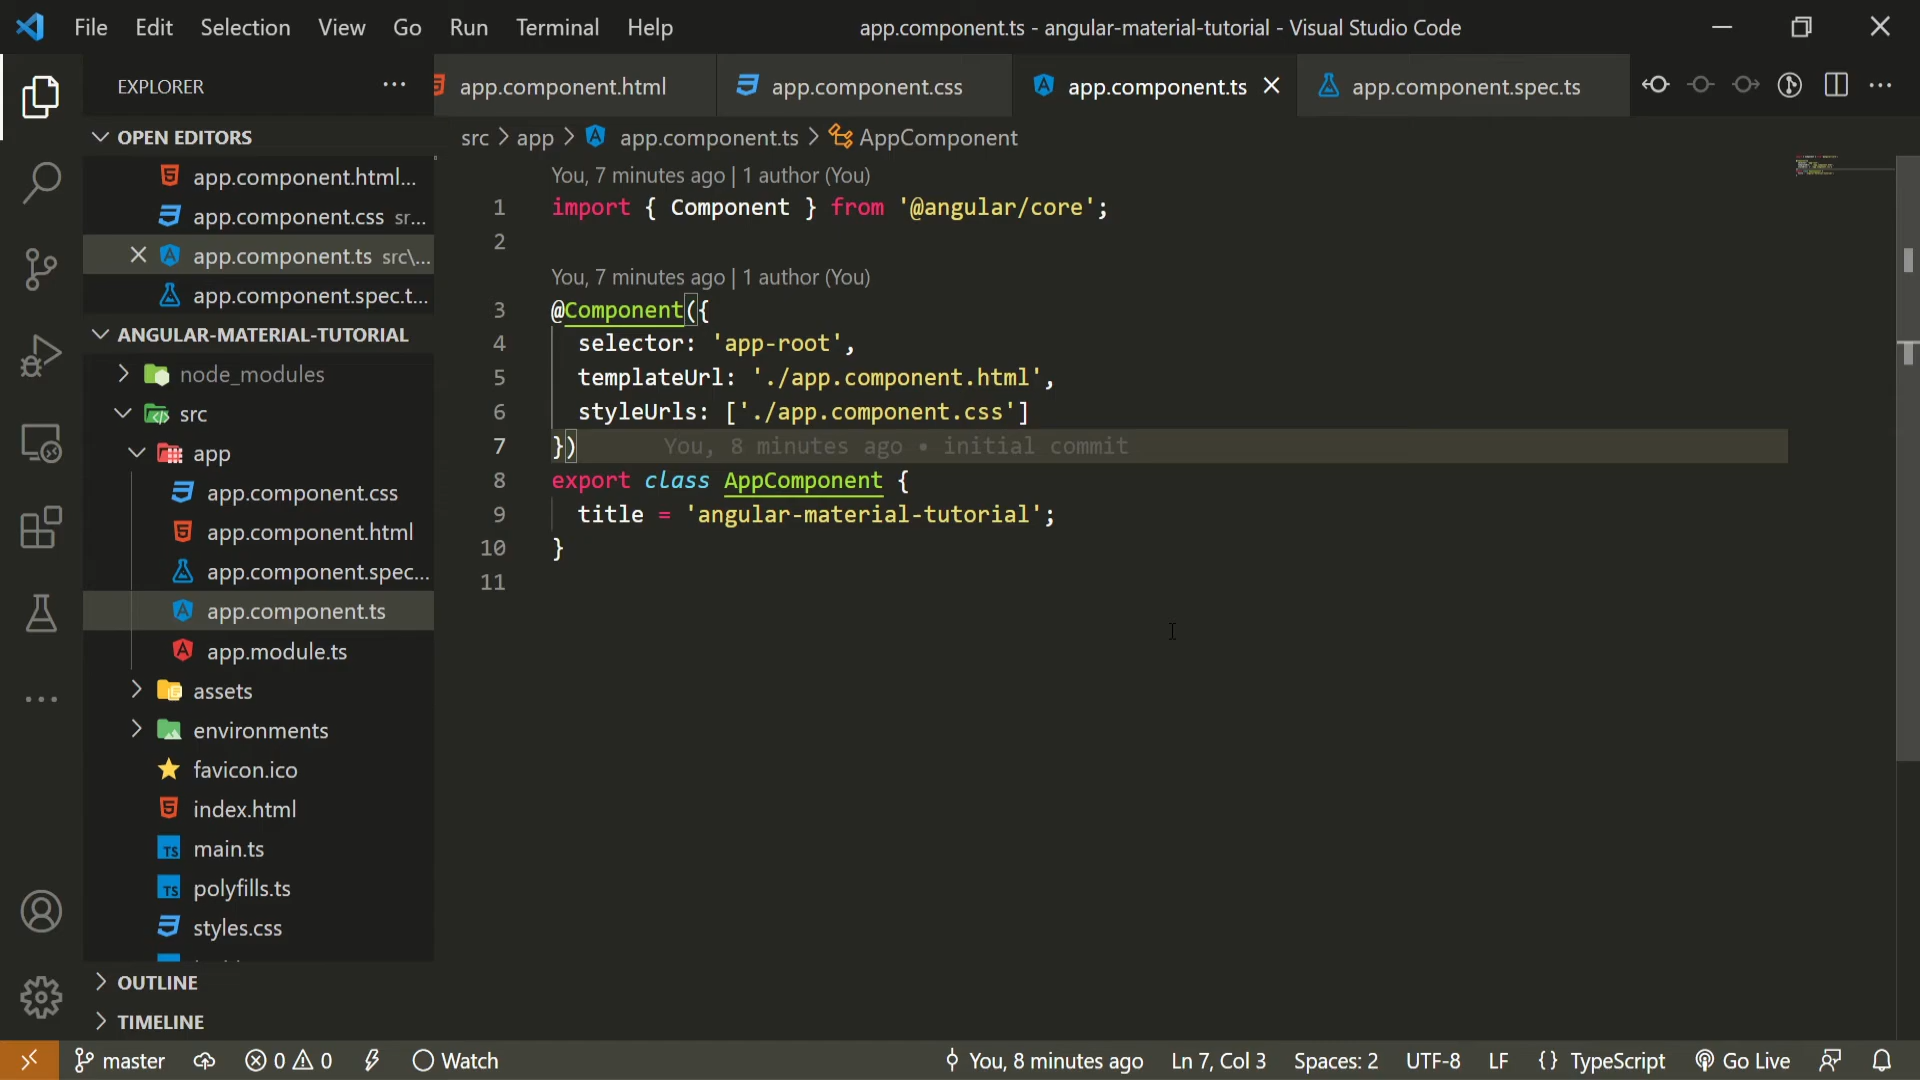 File Edit Selection View Go Run Terminal Help
app.component.ts - angular-material-tutorial - Visual Studio Code
EXPLORER
OPEN EDITORS
app.component.html...
app.component.css sr...
app.component.ts src\...
app.component.spec.t...
ANGULAR-MATERIAL-TUTORIAL
node_modules
src
app
app.component.css
app.component.html
app.component.spec...
app.component.ts
app.module.ts
assets
environments
favicon.ico
index.html
main.ts
polyfills.ts
styles.css
OUTLINE
TIMELINE
app.component.html app.component.css app.component.ts app.component.spec.ts
src > app > app.component.ts > AppComponent
You, 7 minutes ago | 1 author (You)
1 import { Component } from '@angular/core';
2
You, 7 minutes ago | 1 author (You)
3 @Component({
4 selector: 'app-root',
5 templateUrl: './app.component.html',
6 styleUrls: ['./app.component.css']
7 }) You, 8 minutes ago • initial commit
8 export class AppComponent {
9 title = 'angular-material-tutorial';
10 }
11
master 0 0 Watch You, 8 minutes ago Ln 7, Col 3 Spaces: 2 UTF-8 LF {} TypeScript Go Live